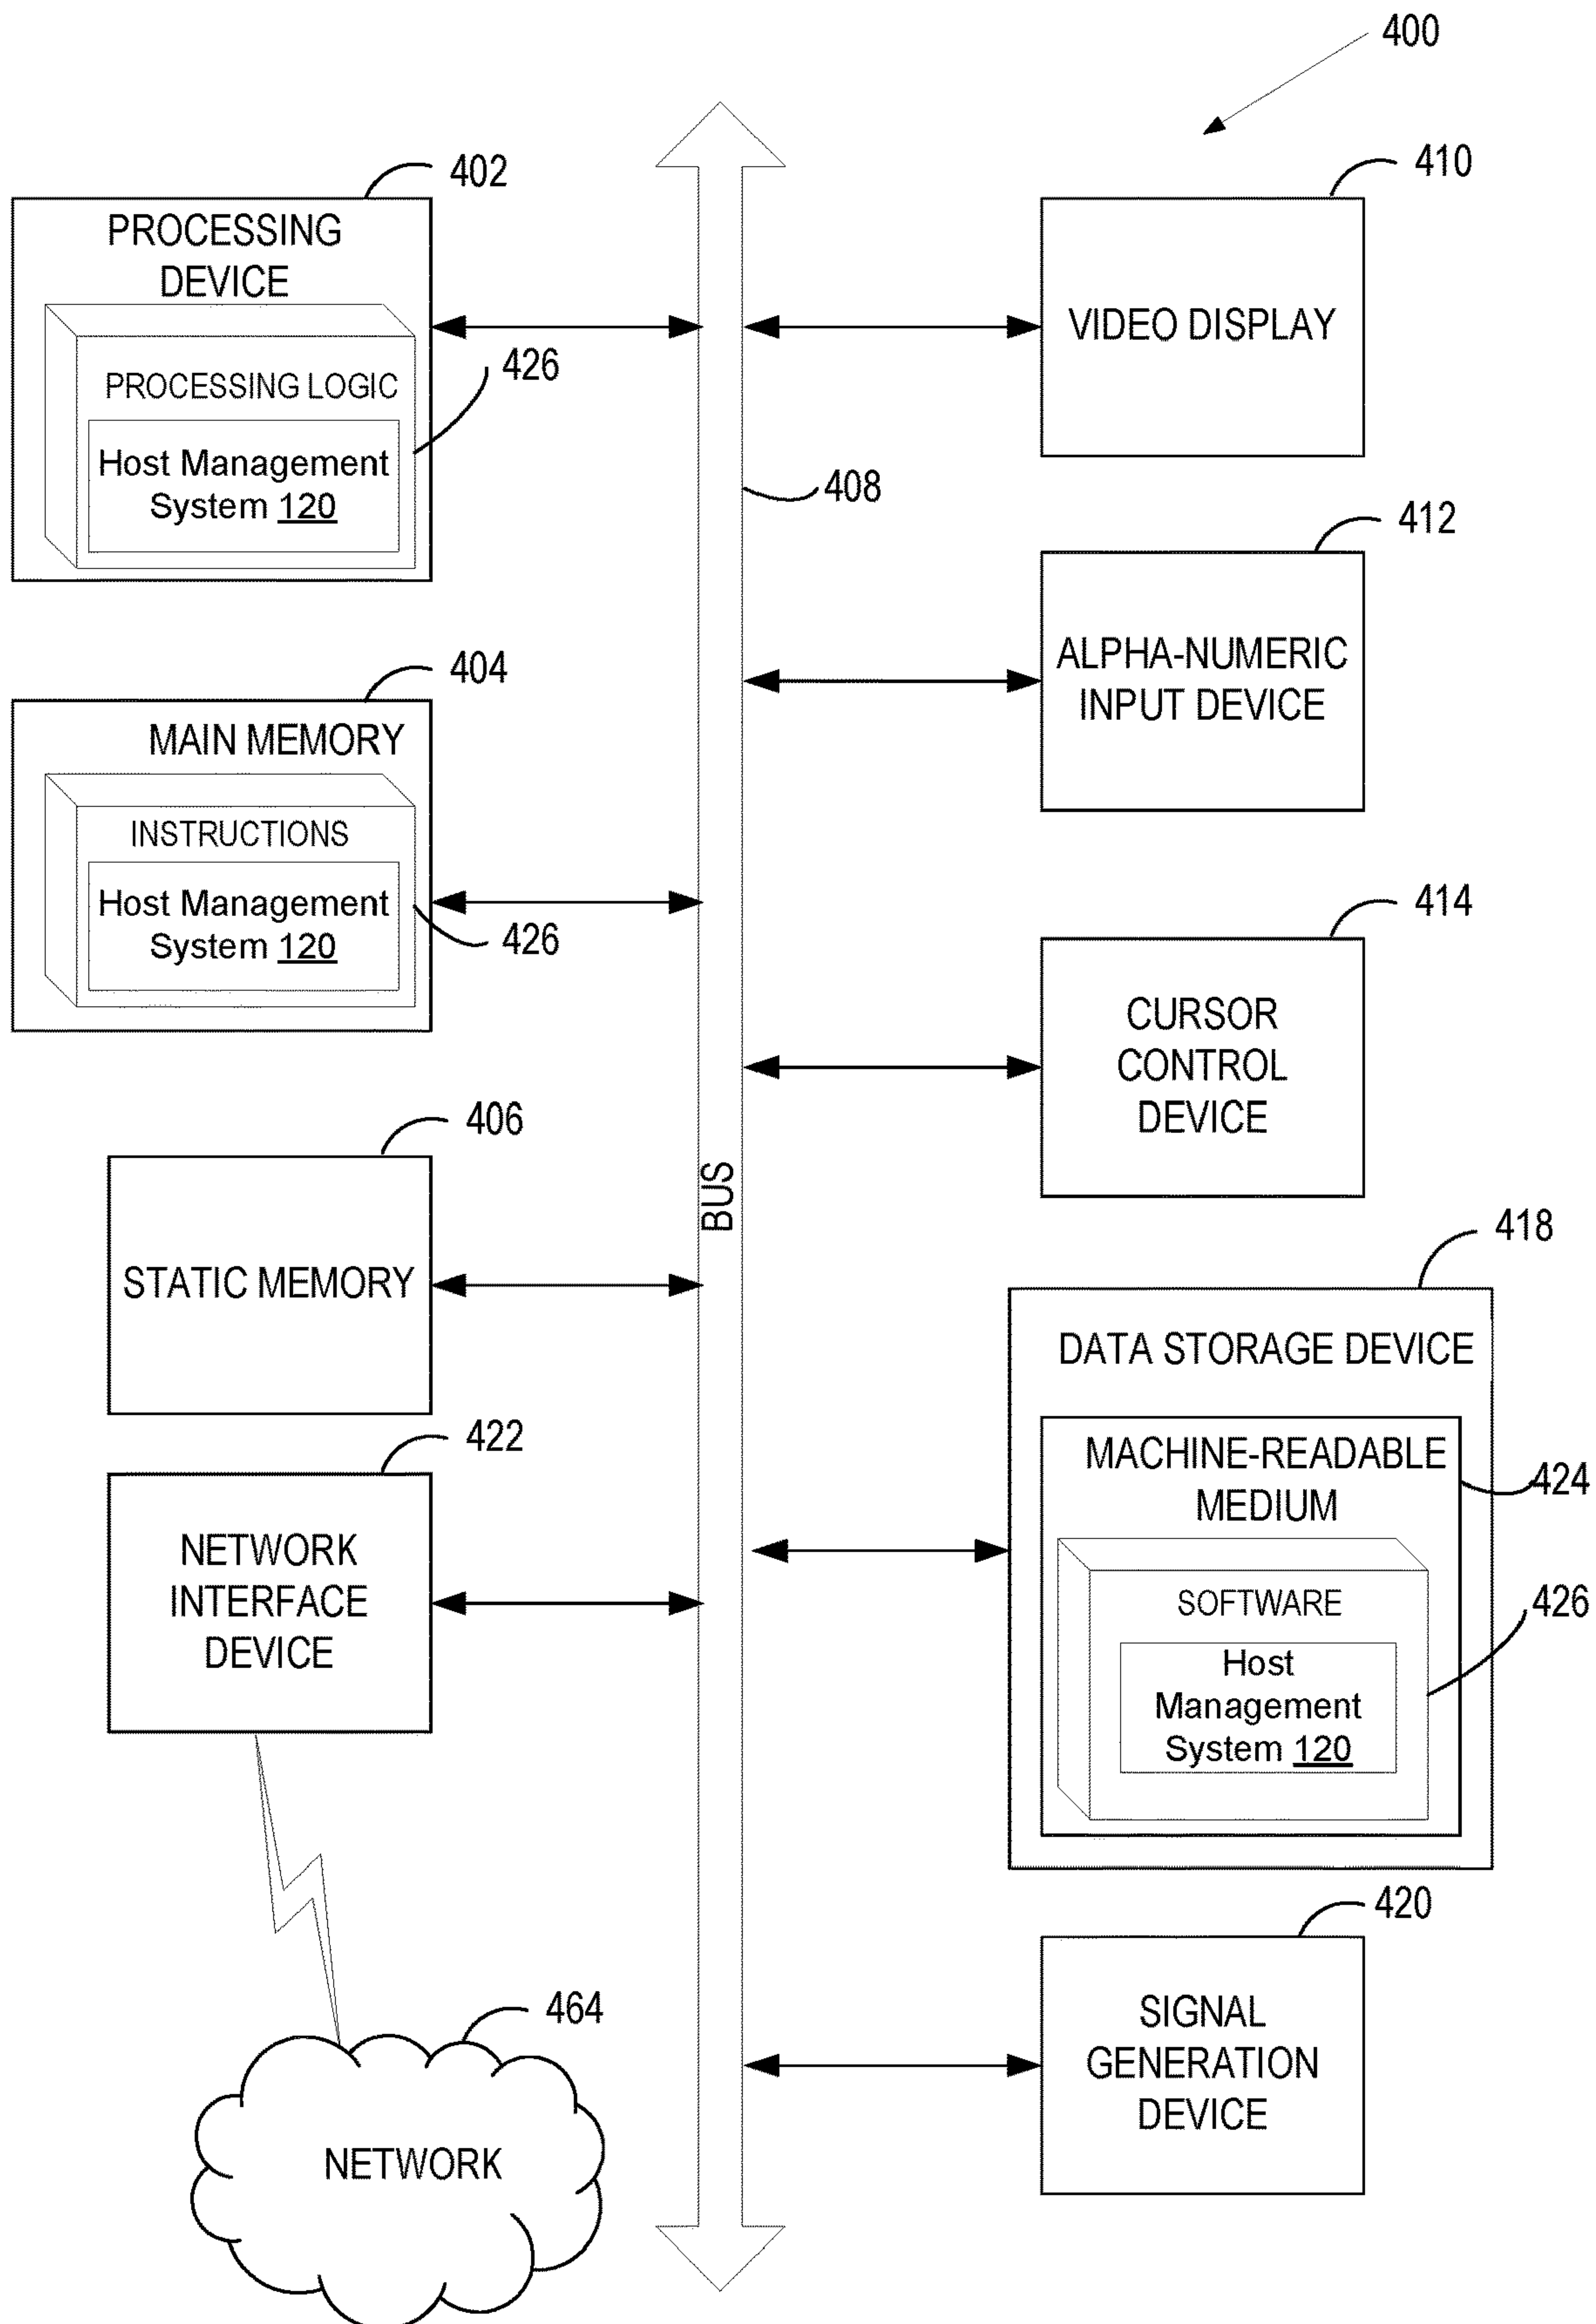 400
402
PROCESSING
DEVICE
PROCESSING LOGIC
426
Host Management
System 120
404
MAIN MEMORY
INSTRUCTIONS
Host Management
System 120
426
406
STATIC MEMORY
422
NETWORK
INTERFACE
DEVICE
464
NETWORK
408
BUS
410
VIDEO DISPLAY
412
ALPHA-NUMERIC
INPUT DEVICE
414
CURSOR
CONTROL
DEVICE
418
DATA STORAGE DEVICE
MACHINE-READABLE
MEDIUM
424
SOFTWARE
426
Host
Management
System 120
420
SIGNAL
GENERATION
DEVICE